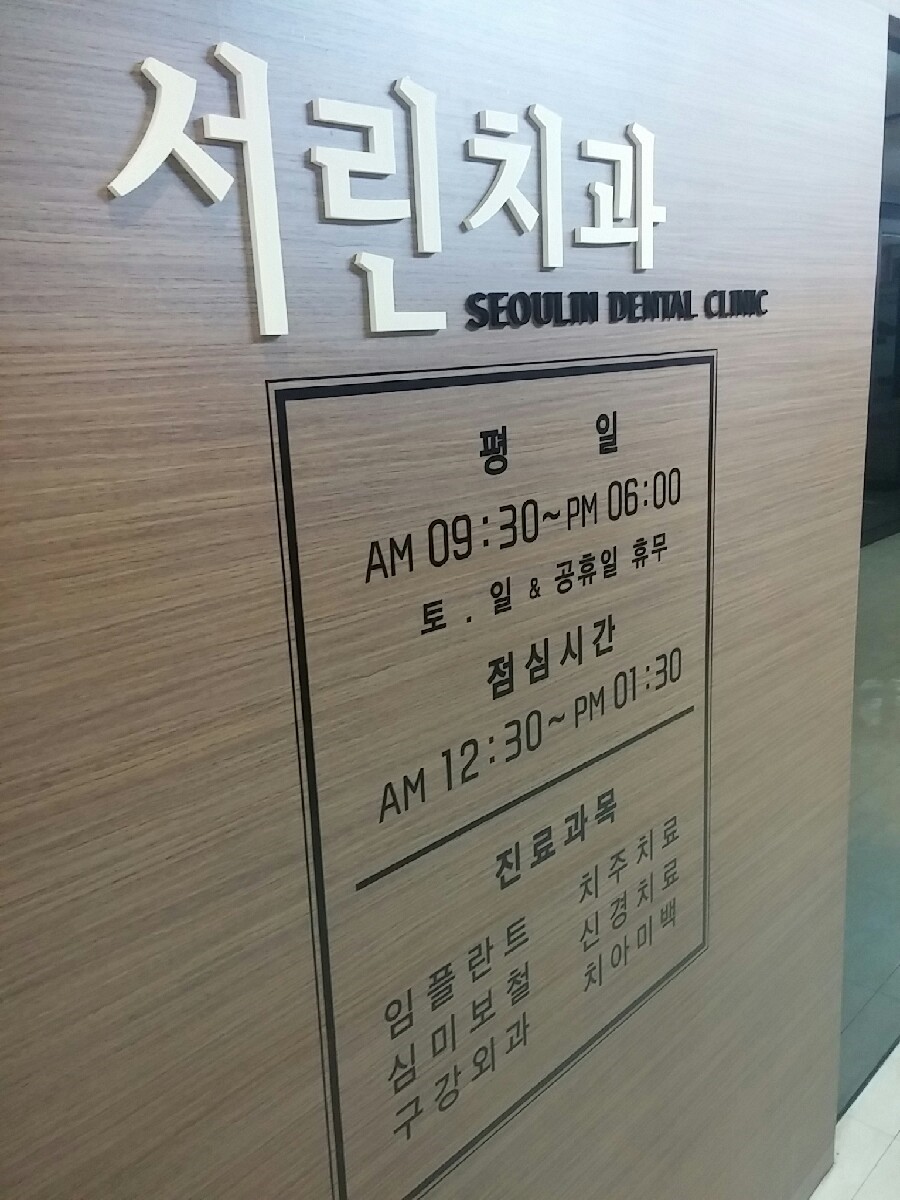 서린치과
SEOULIN DENTAL CLINIC
평 일
AM 09:30~PM 06:00
토.일 & 공휴일 휴무
점심시간
AM 12:30~PM 01:30
진료과목
임플란트 치주치료
심미보철 신경치료
구강외과 치아미백